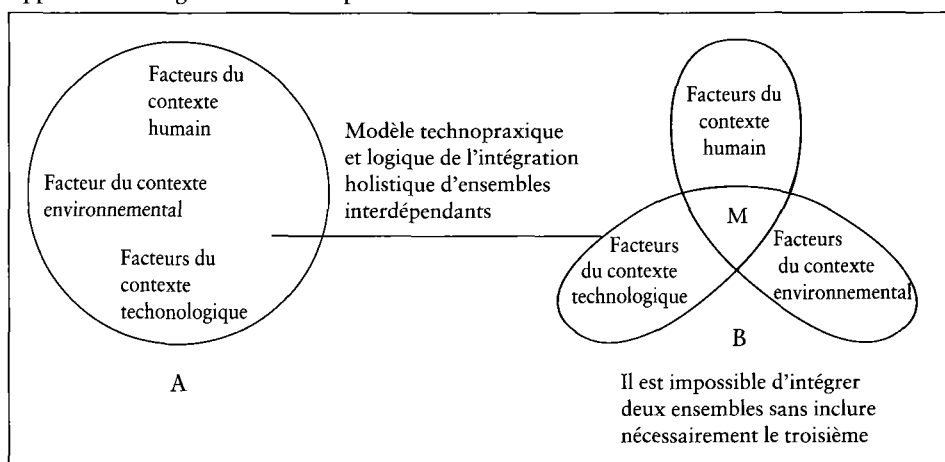 Facteurs du
contexte
humain
Facteur du contexte
environnemental
Facteurs du
contexte
techonologique
A
Modèle technopraxique
et logique de l'intégration
holistique d'ensembles
interdépendants
Facteurs du
contexte
humain
M
Facteurs
du contexte
technologique
Facteurs
du contexte
environnemental
B
Il est impossible d'intégrer
deux ensembles sans inclure
nécessairement le troisième